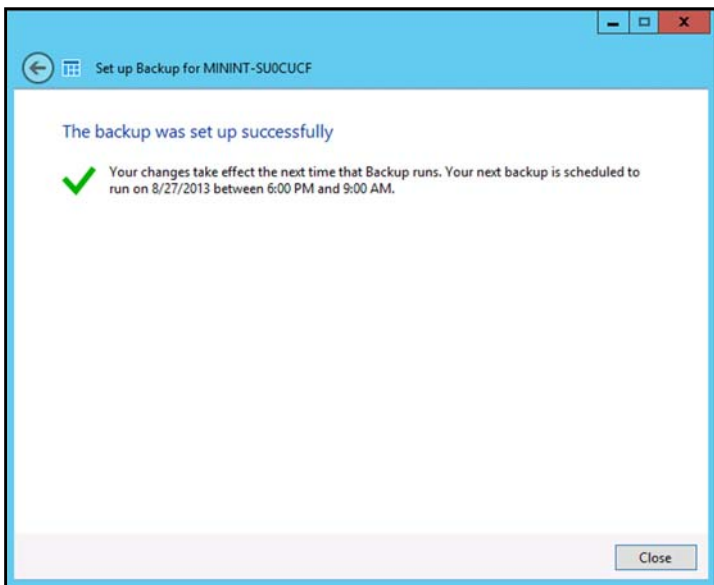 Set up Backup for MININT-SU0CUCF
The backup was set up successfully
Your changes take effect the next time that Backup runs. Your next backup is scheduled to
run on 8/27/2013 between 6:00 PM and 9:00 AM.
Close